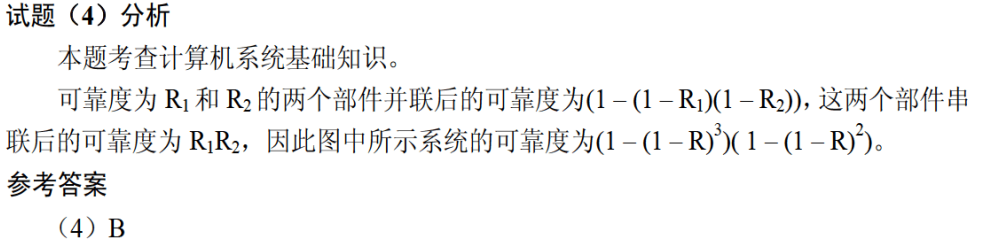 试题（4）分析
本题考查计算机系统基础知识。
可靠度为 R₁ 和 R₂ 的两个部件并联后的可靠度为(1 – (1 – R₁)(1 – R₂))，这两个部件串
联后的可靠度为 R₁R₂，因此图中所示系统的可靠度为(1 – (1 – R)³)( 1 – (1 – R)²)。
参考答案
（4）B